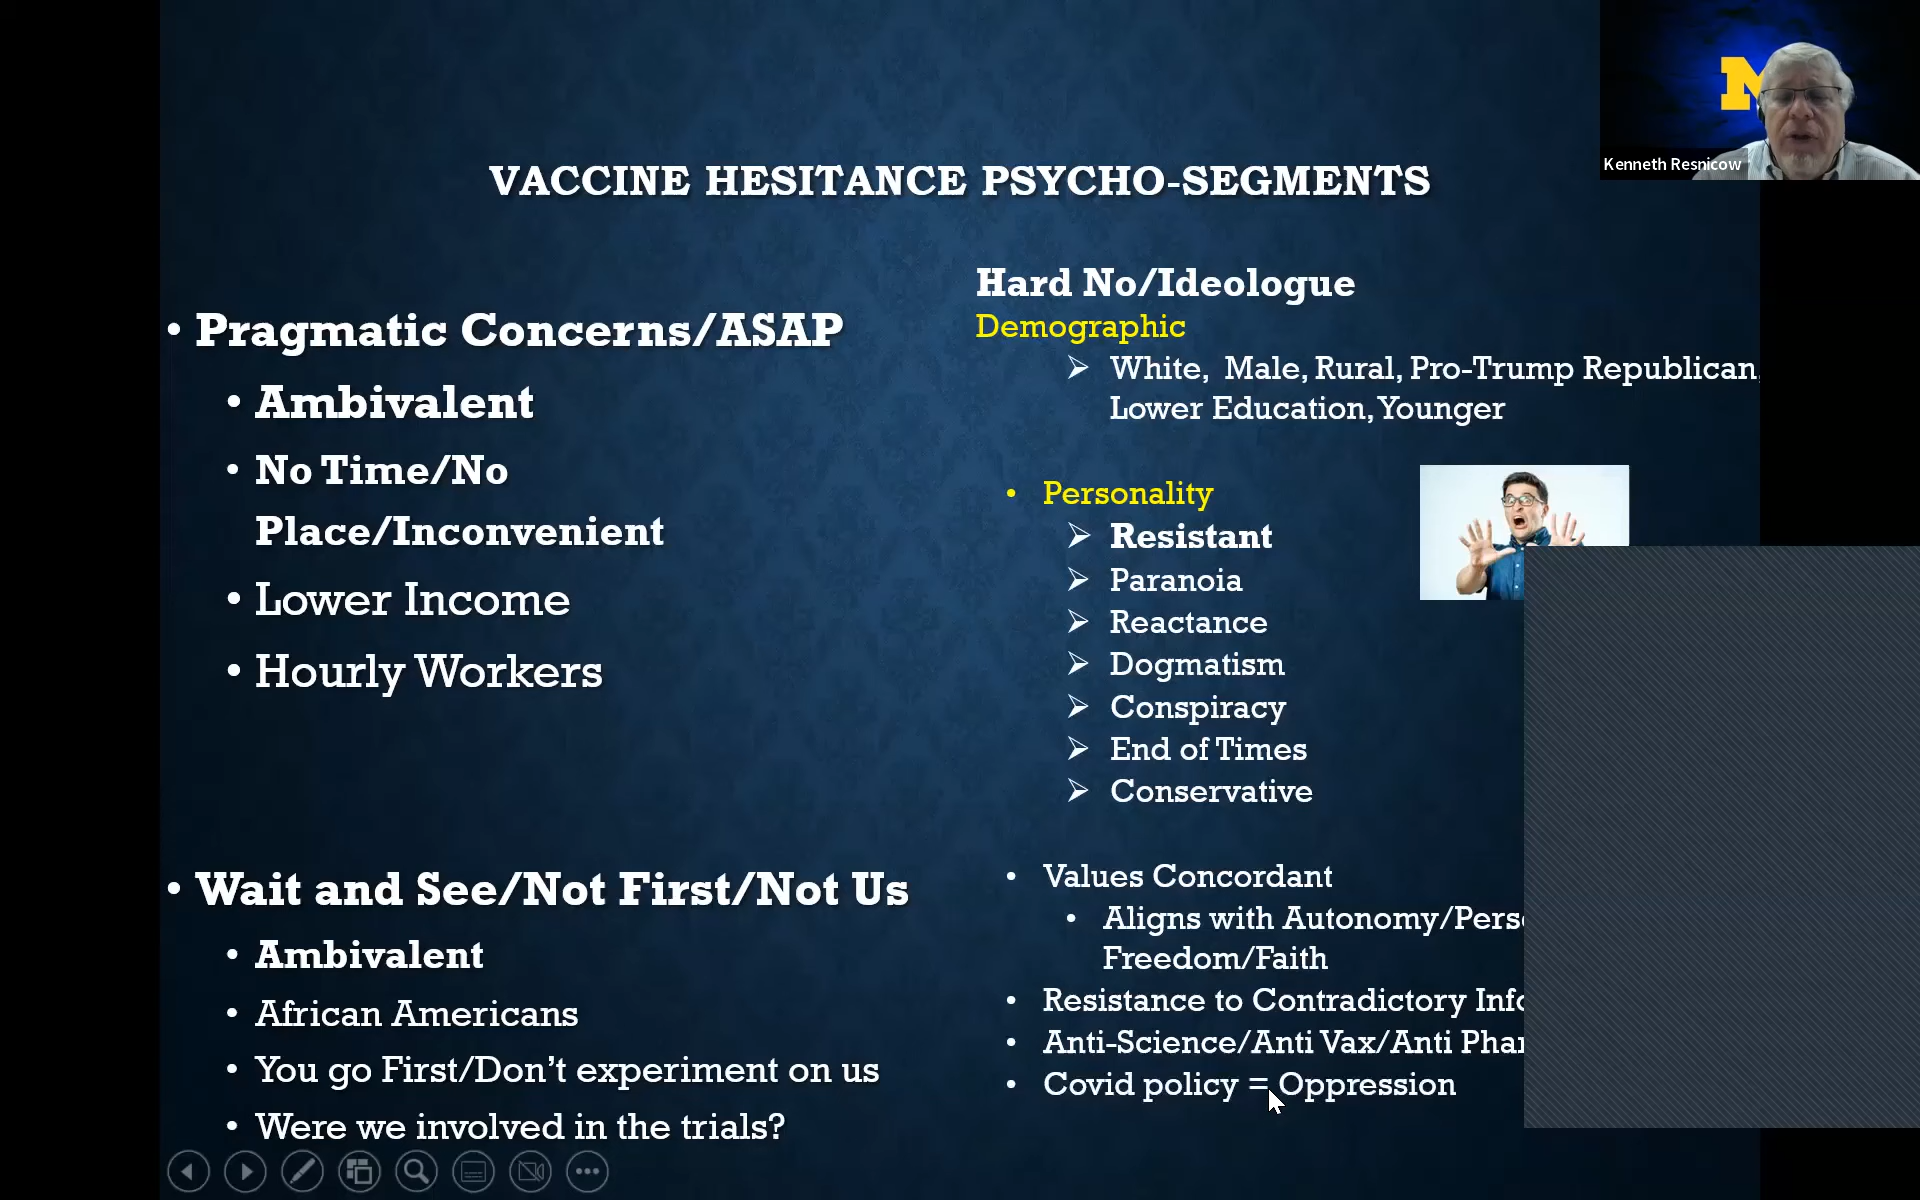 VACCINE HESITANCE PSYCHO-SEGMENTS
Kenneth Resnicow
• Pragmatic Concerns/ASAP
• Ambivalent
• No Time/No
Place/Inconvenient
• Lower Income
• Hourly Workers
• Wait and See/Not First/Not Us
• Ambivalent
• African Americans
• You go First/Don’t experiment on us
• Were we involved in the trials?
Hard No/Ideologue
Demographic
➢ White, Male, Rural, Pro-Trump Republican,
Lower Education, Younger
• Personality
➢ Resistant
➢ Paranoia
➢ Reactance
➢ Dogmatism
➢ Conspiracy
➢ End of Times
➢ Conservative
• Values Concordant
• Aligns with Autonomy/
Freedom/Faith
• Resistance to Contradictory
• Anti-Science/Anti Vax/Anti
• Covid policy = Oppression